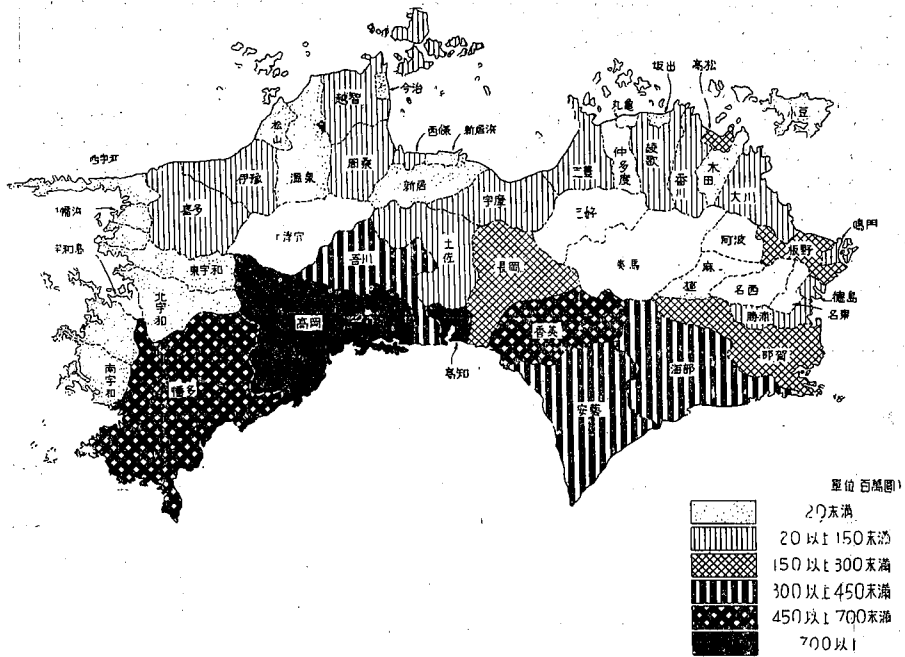 坂出
高松
小豆
丸亀
今治
越智
松山
西條
新居浜
綾歌
仲多度
三豊
香川
木田
大川
西宇和
伊豫
温泉
周桑
新居
宇摩
喜多
八幡浜
三好
阿波
板野
鳴門
宇和島
東宇和
上浮穴
吾川
土佐
長岡
美馬
麻植
名西
徳島
名東
勝浦
北宇和
高岡
香美
那賀
高知
海部
南宇和
幡多
安藝
單位 百萬圓
20未満
20以上150未満
150以上300未満
300以上450未満
450以上700未満
700以上